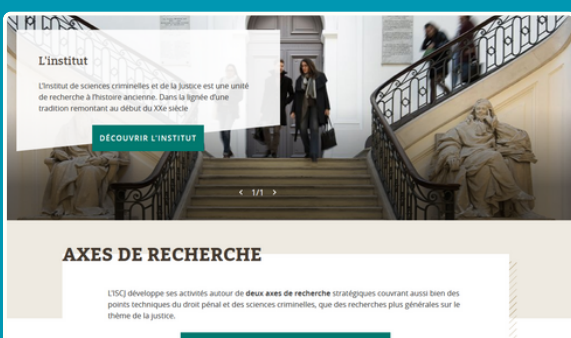 L'institut
L'Institut de sciences criminelles et de la Justice est une unité
de recherche à l'histoire ancienne. Dans la lignée d'une
tradition remontant au début du XXe siècle
DÉCOUVRIR L'INSTITUT
1/1
AXES DE RECHERCHE
L'ISCJ développe ses activités autour de deux axes de recherche stratégiques couvrant aussi bien des
points techniques du droit pénal et des sciences criminelles, que des recherches plus générales sur le
thème de la justice.